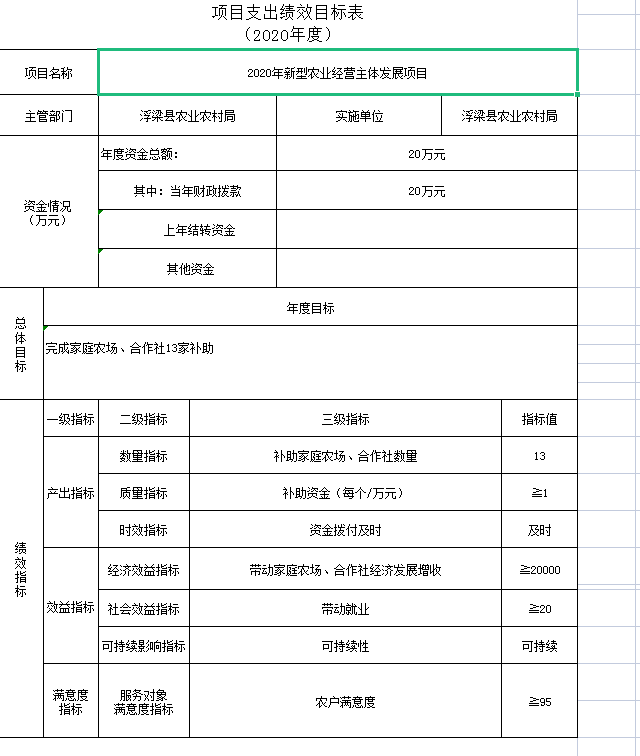 项目支出绩效目标表
（2020年度）
项目名称 2020年新型农业经营主体发展项目
主管部门 浮梁县农业农村局 实施单位 浮梁县农业农村局
资金情况
（万元）
年度资金总额： 20万元
其中：当年财政拨款 20万元
上年结转资金
其他资金
总体目标
年度目标
完成家庭农场、合作社13家补助
绩效指标
一级指标 二级指标 三级指标 指标值
产出指标
数量指标 补助家庭农场、合作社数量 13
质量指标 补助资金（每个/万元） ≧1
时效指标 资金拨付及时 及时
效益指标
经济效益指标 带动家庭农场、合作社经济发展增收 ≧20000
社会效益指标 带动就业 ≧20
可持续影响指标 可持续性 可持续
满意度
指标
服务对象
满意度指标
农户满意度 ≧95